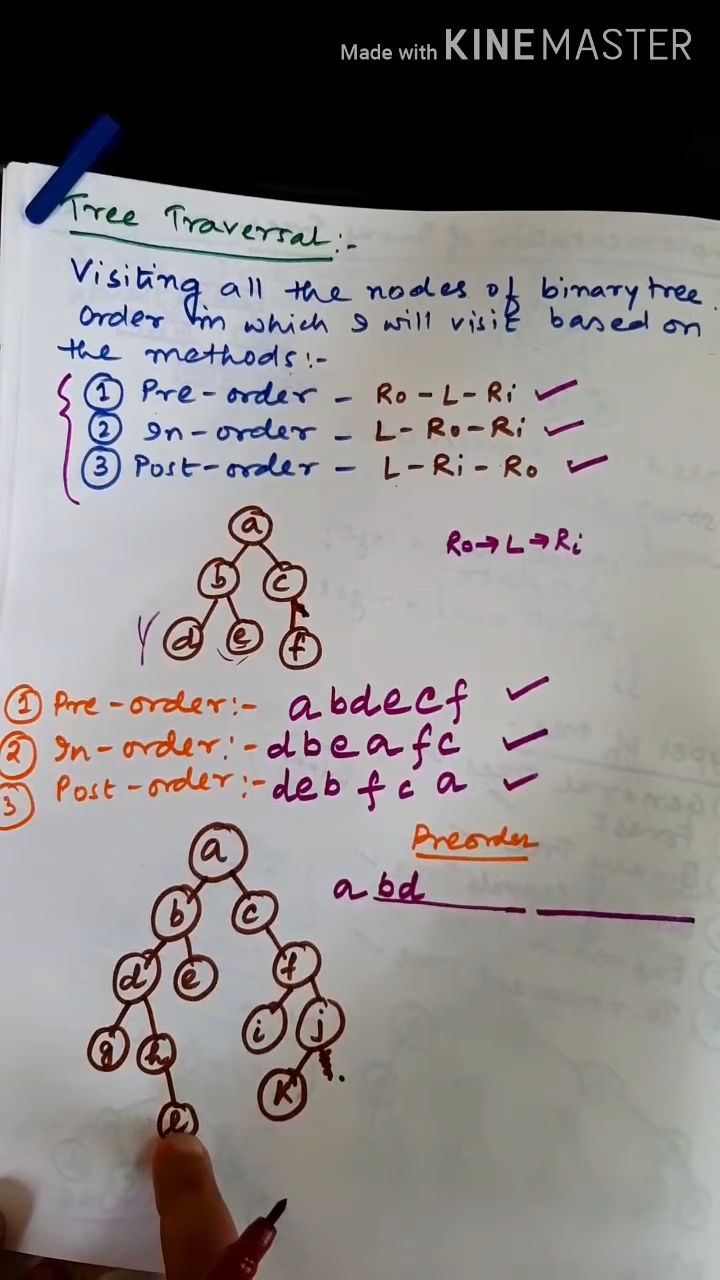 Made with KINEMASTER
Tree Traversal:-
Visiting all the nodes of binary tree.
Order in which I will visit based on
the methods:-
① Pre-order - Ro-L-Ri ✓
② In-order - L-Ro-Ri ✓
③ Post-order - L-Ri-Ro ✓
a
Ro→L→Ri
b c
d e f
① Pre-order:- abdecf ✓
② In-order:- dbeafc ✓
③ Post-order:- debfca ✓
Preorder
a bd
a
b c
d e f
g h i j
K